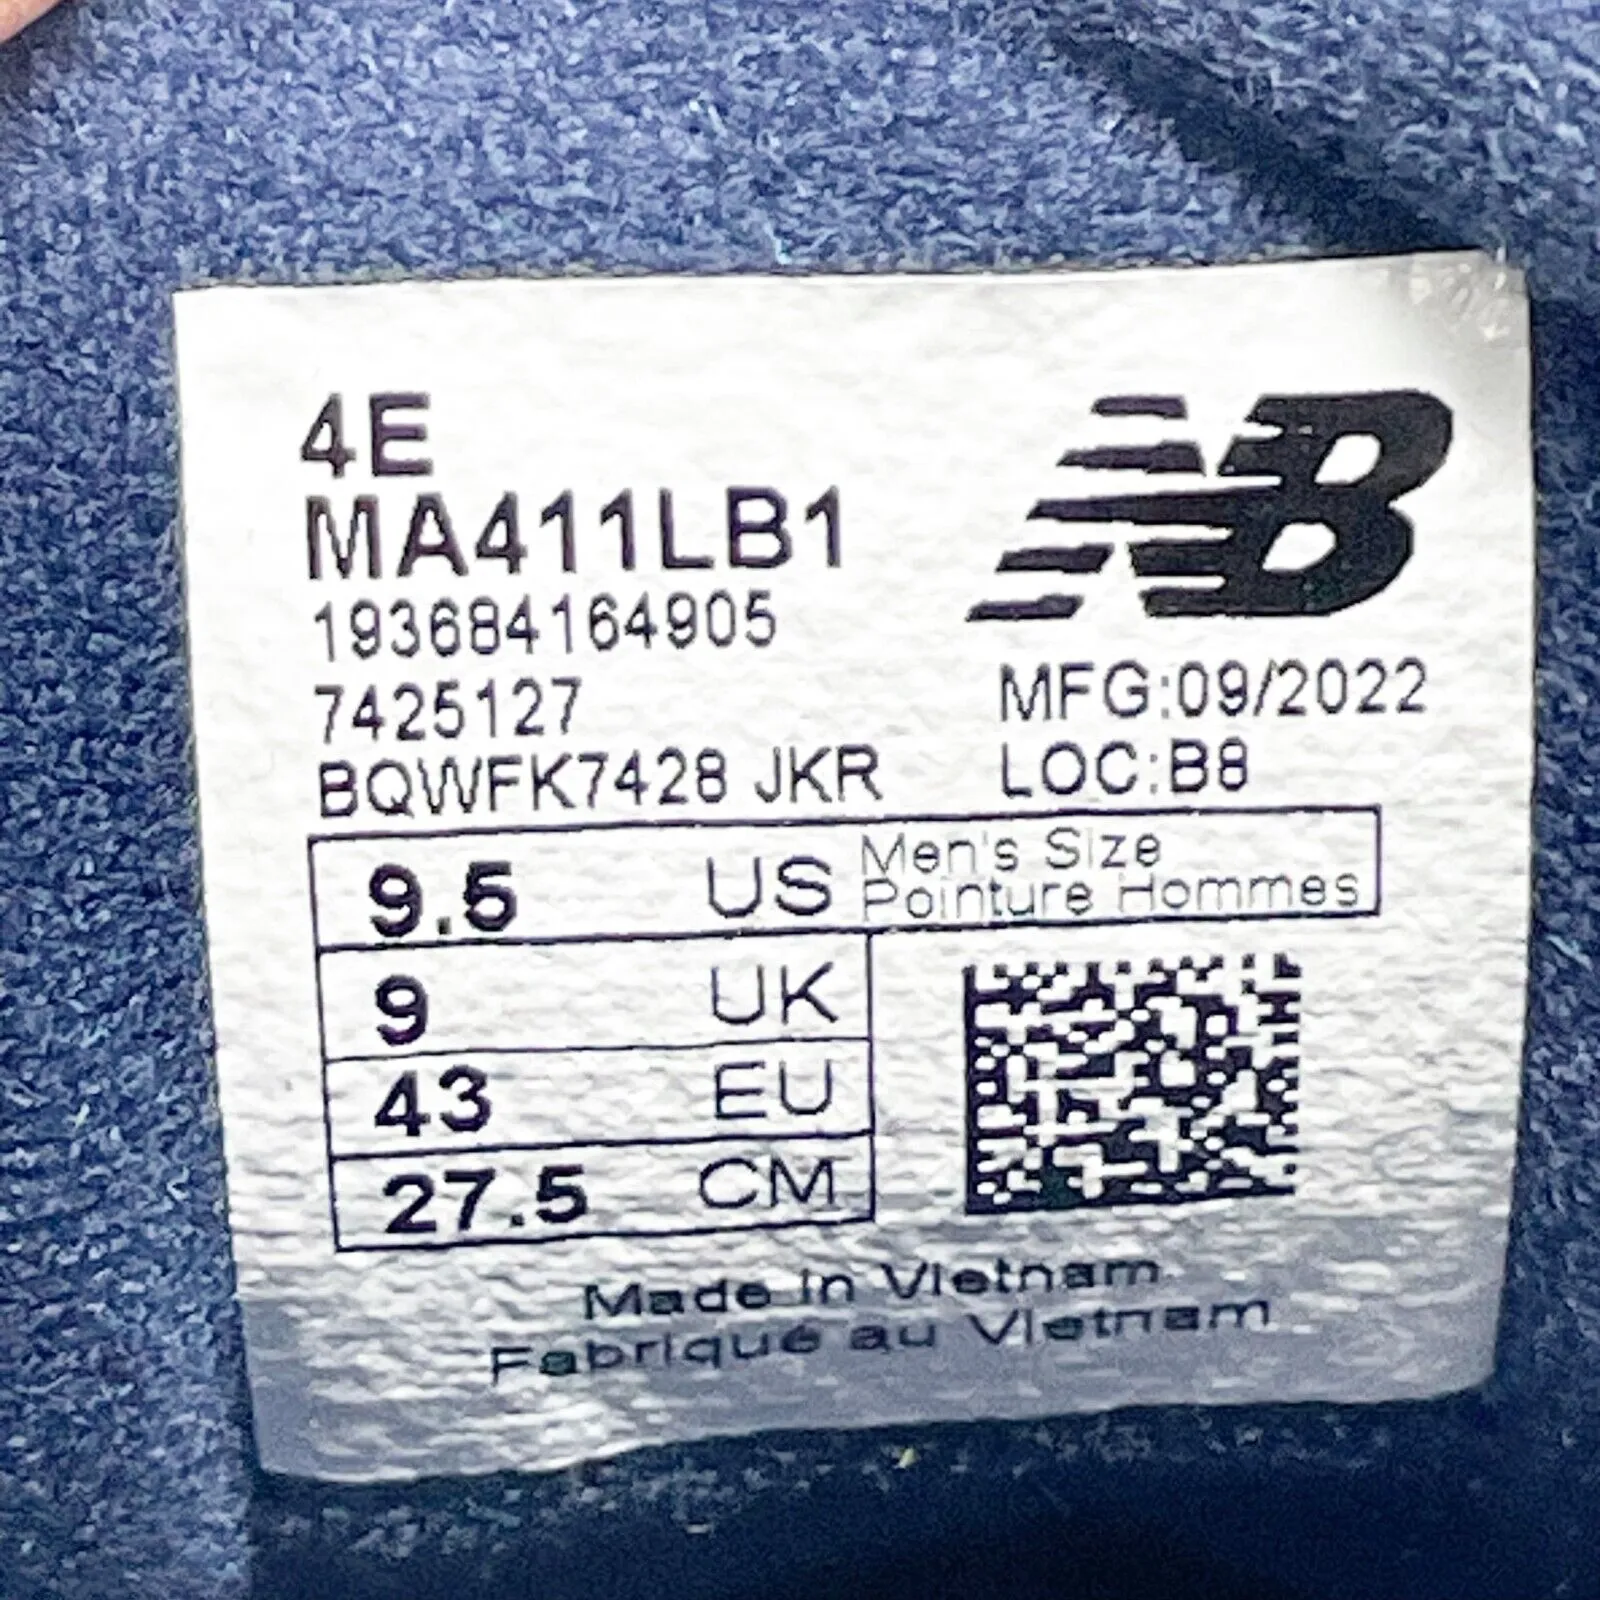 4E
MA411LB1
193684164905
7425127
MFG:09/2022
BQWFK7428 JKR
LOC:B8
9.5 US Men's Size
Pointure Hommes
9 UK
43 EU
27.5 CM
Made in Vietnam
Fabriqué au Vietnam
NB